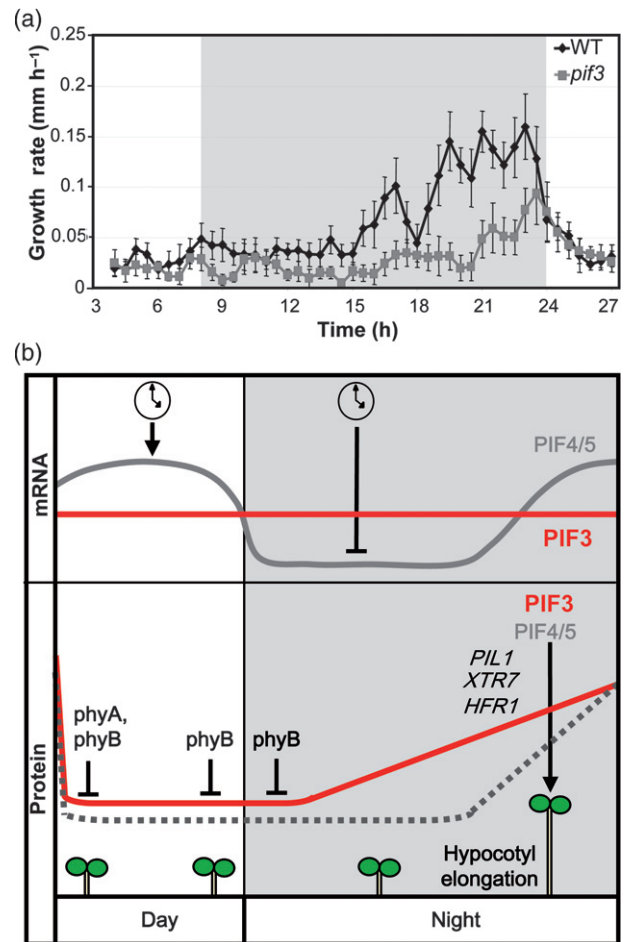 (a)
0.25
0.2
0.15
0.1
0.05
0
Growth rate (mm h⁻¹)
WT
pif3
3 6 9 12 15 18 21 24 27
Time (h)
(b)
mRNA
PIF4/5
PIF3
Protein
phyA,
phyB
phyB
phyB
PIF3
PIF4/5
PIL1
XTR7
HFR1
Hypocotyl
elongation
Day
Night